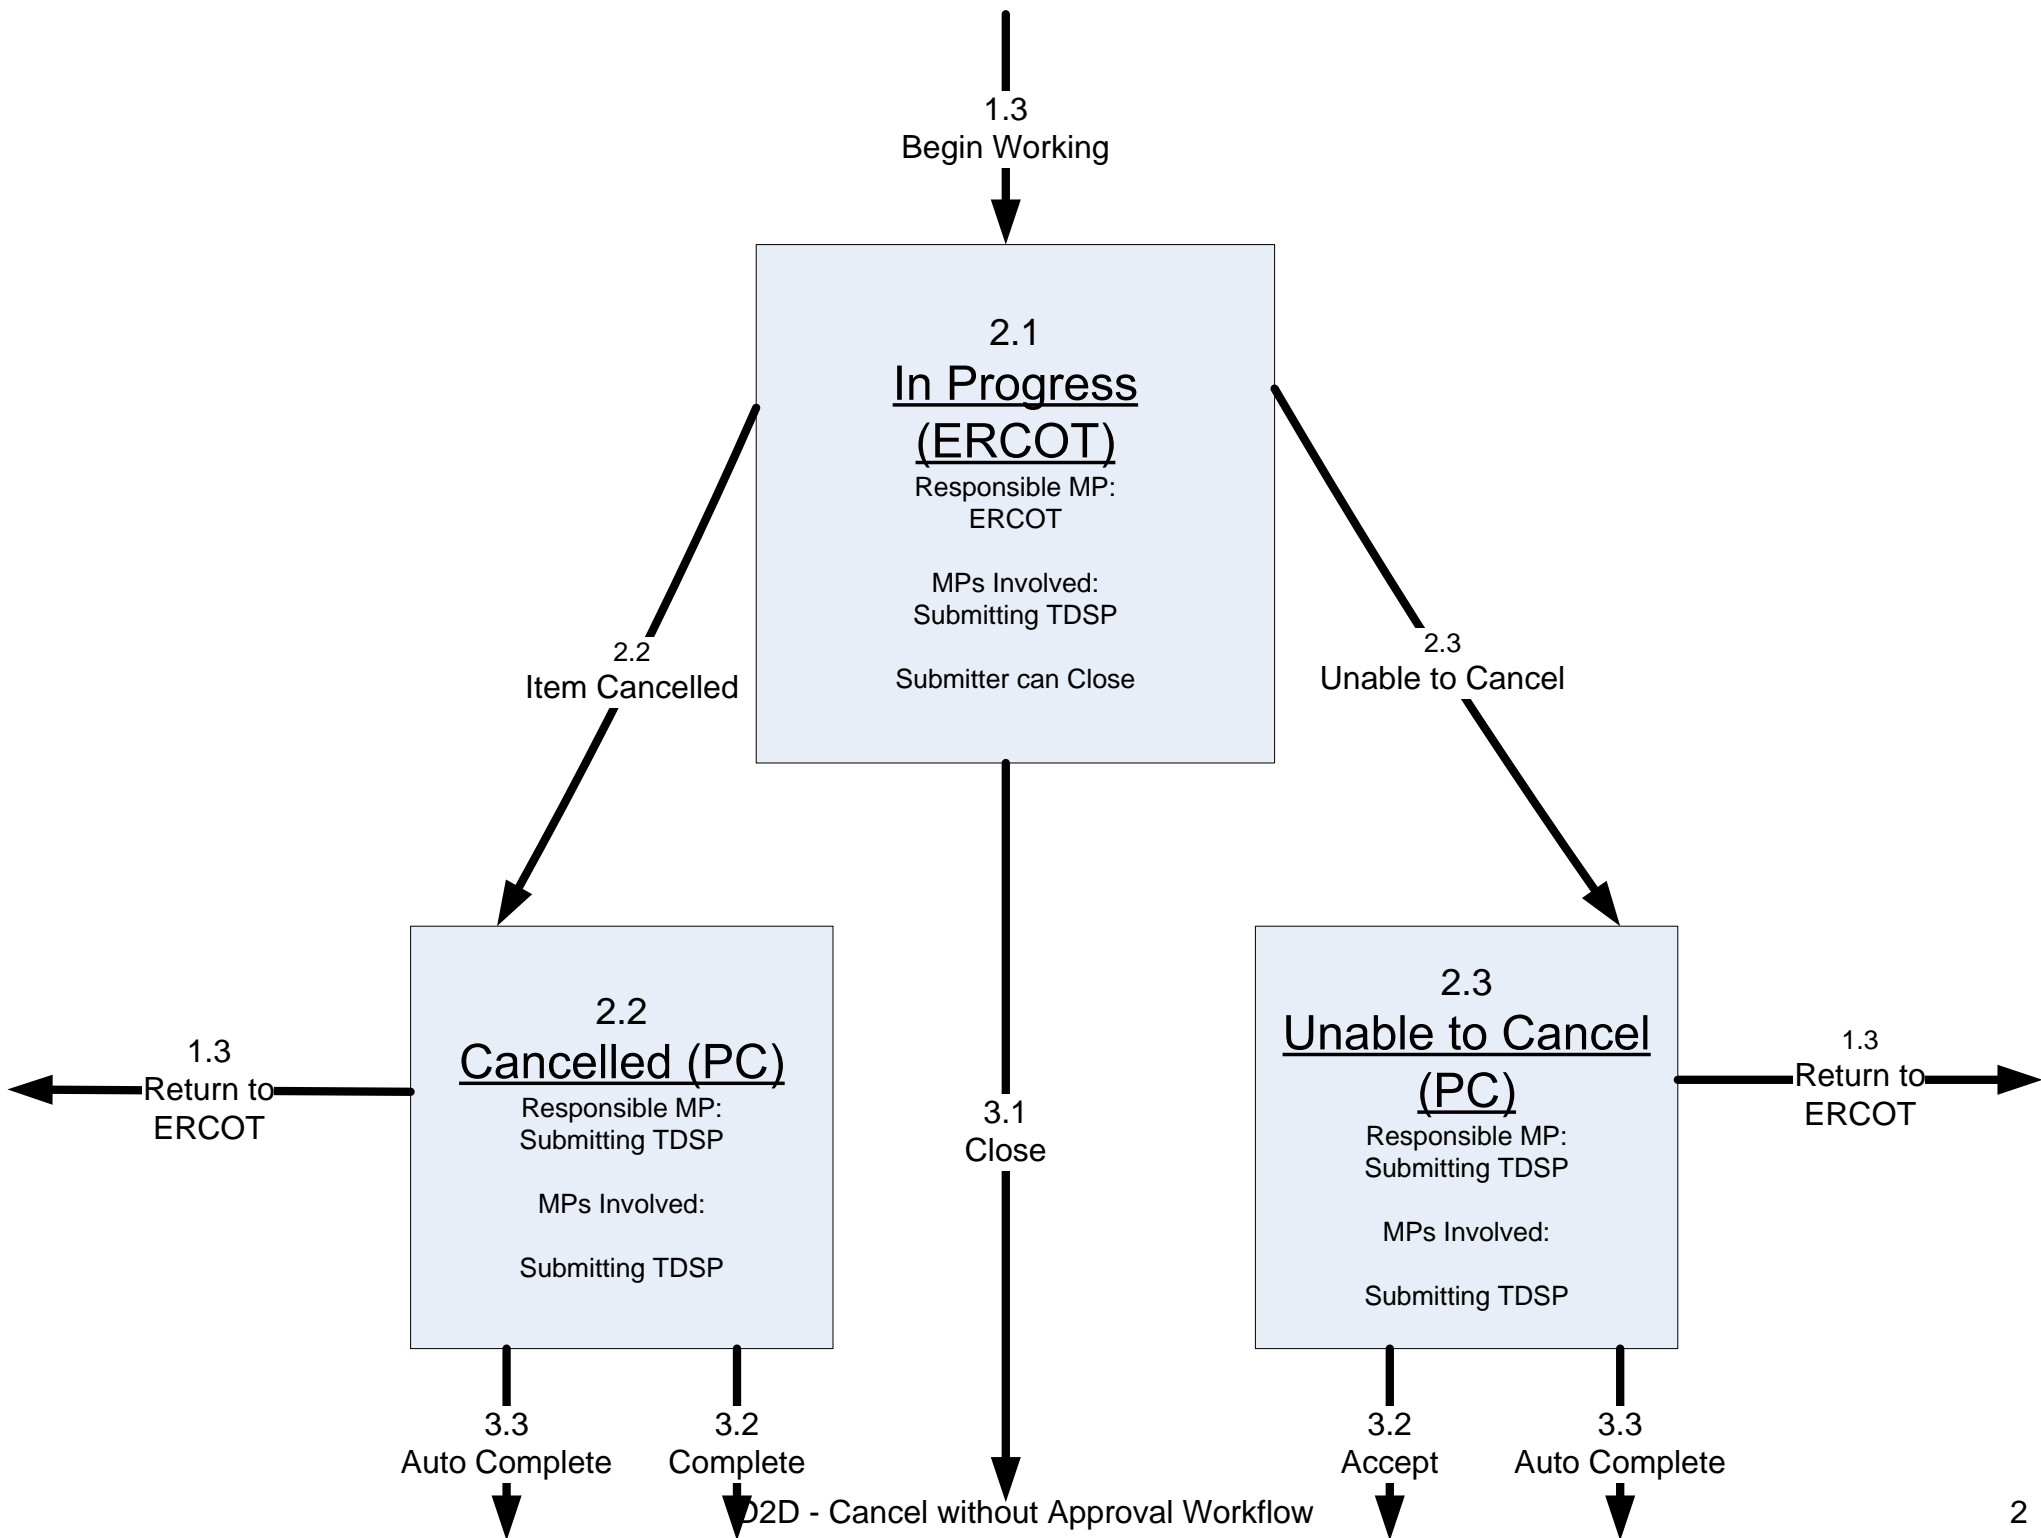 1.3
Begin Working
2.1
In Progress
(ERCOT)
Responsible MP:
ERCOT
MPs Involved:
Submitting TDSP
Submitter can Close
2.2
Item Cancelled
2.3
Unable to Cancel
2.2
Cancelled (PC)
Responsible MP:
Submitting TDSP
MPs Involved:
Submitting TDSP
1.3
Return to
ERCOT
3.1
Close
2.3
Unable to Cancel
(PC)
Responsible MP:
Submitting TDSP
MPs Involved:
Submitting TDSP
1.3
Return to
ERCOT
3.3
Auto Complete
3.2
Complete
3.2
Accept
3.3
Auto Complete
D2D - Cancel without Approval Workflow
2